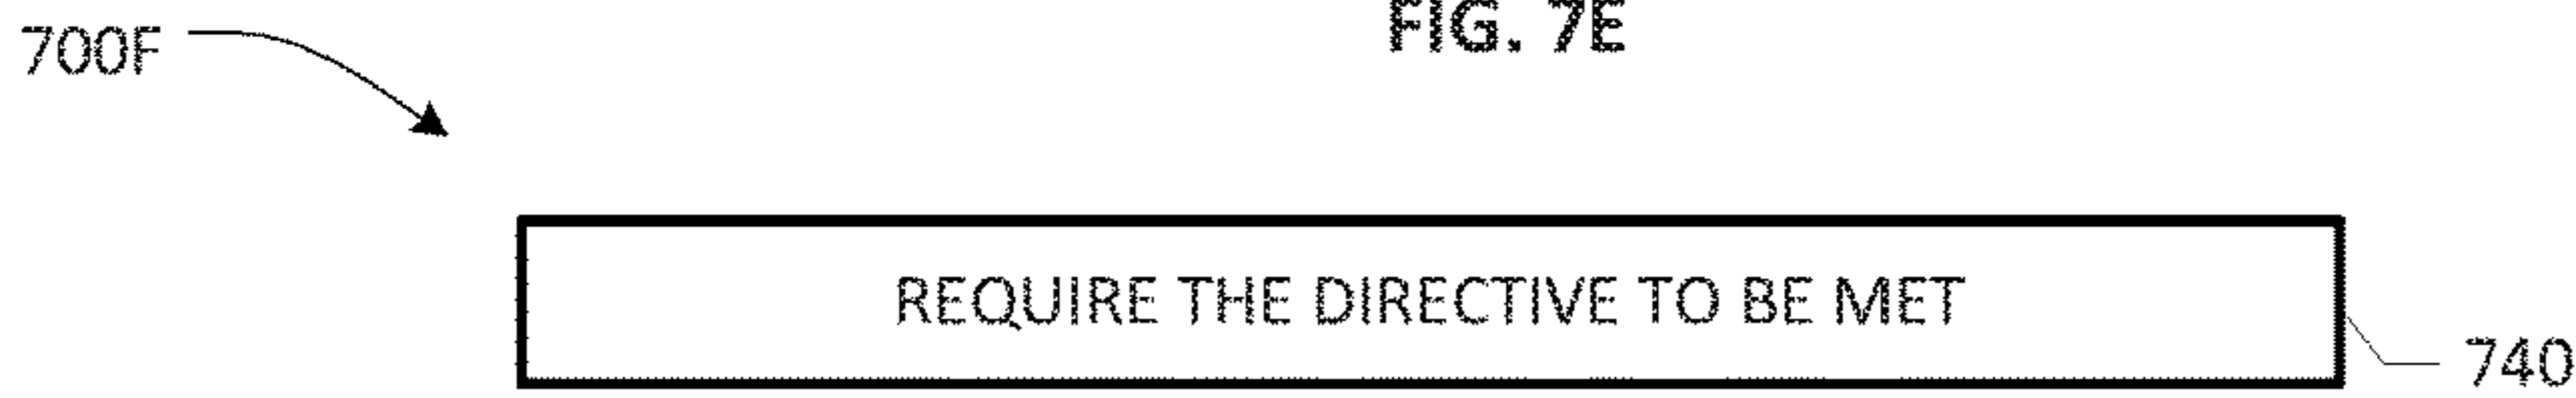 FIG. 7E
700F
REQUIRE THE DIRECTIVE TO BE MET
740